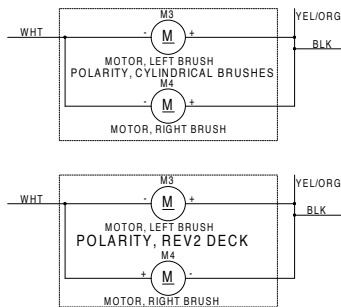 M3
YEL/ORG
WHT
- M +
BLK
MOTOR, LEFT BRUSH
POLARITY, CYLINDRICAL BRUSHES
M4
- M +
MOTOR, RIGHT BRUSH
M3
YEL/ORG
WHT
- M +
BLK
MOTOR, LEFT BRUSH
POLARITY, REV2 DECK
M4
+ M -
MOTOR, RIGHT BRUSH